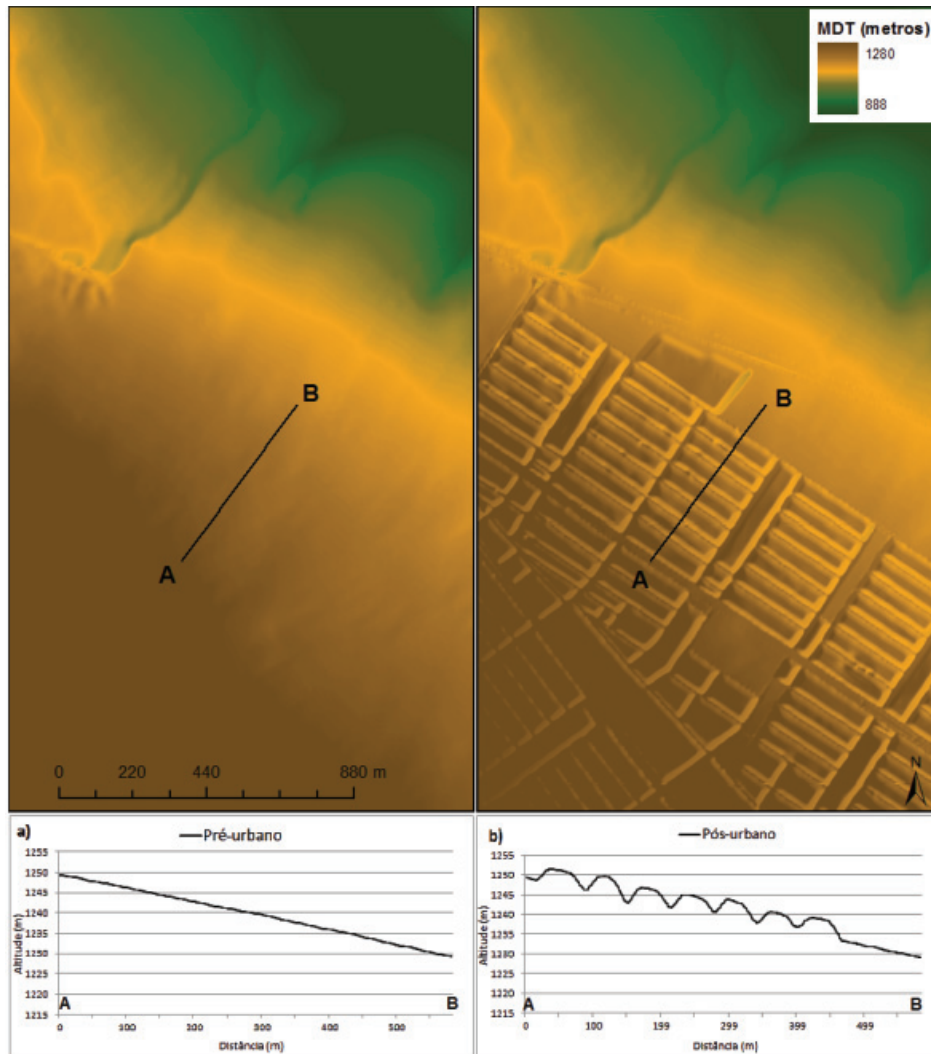 MDT (metros)
1280
888
B
A
B
A
0 220 440 880 m
N
a)
Pré-urbano
1255
1250
1245
1240
1235
1230
1225
1220
1215
Altitude (m)
A
B
0 100 200 300 400 500
Distância (m)
b)
Pós-urbano
1255
1250
1245
1240
1235
1230
1225
1220
1215
Altitude (m)
A
B
0 100 199 299 399 499
Distância (m)